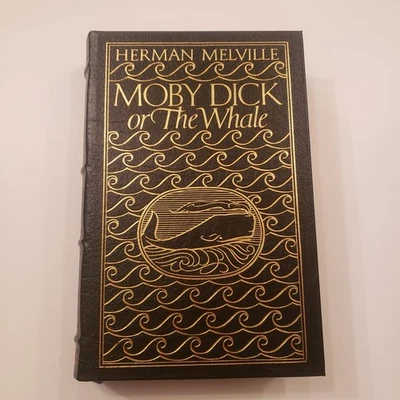 HERMAN MELVILLE
MOBY DICK
or The Whale